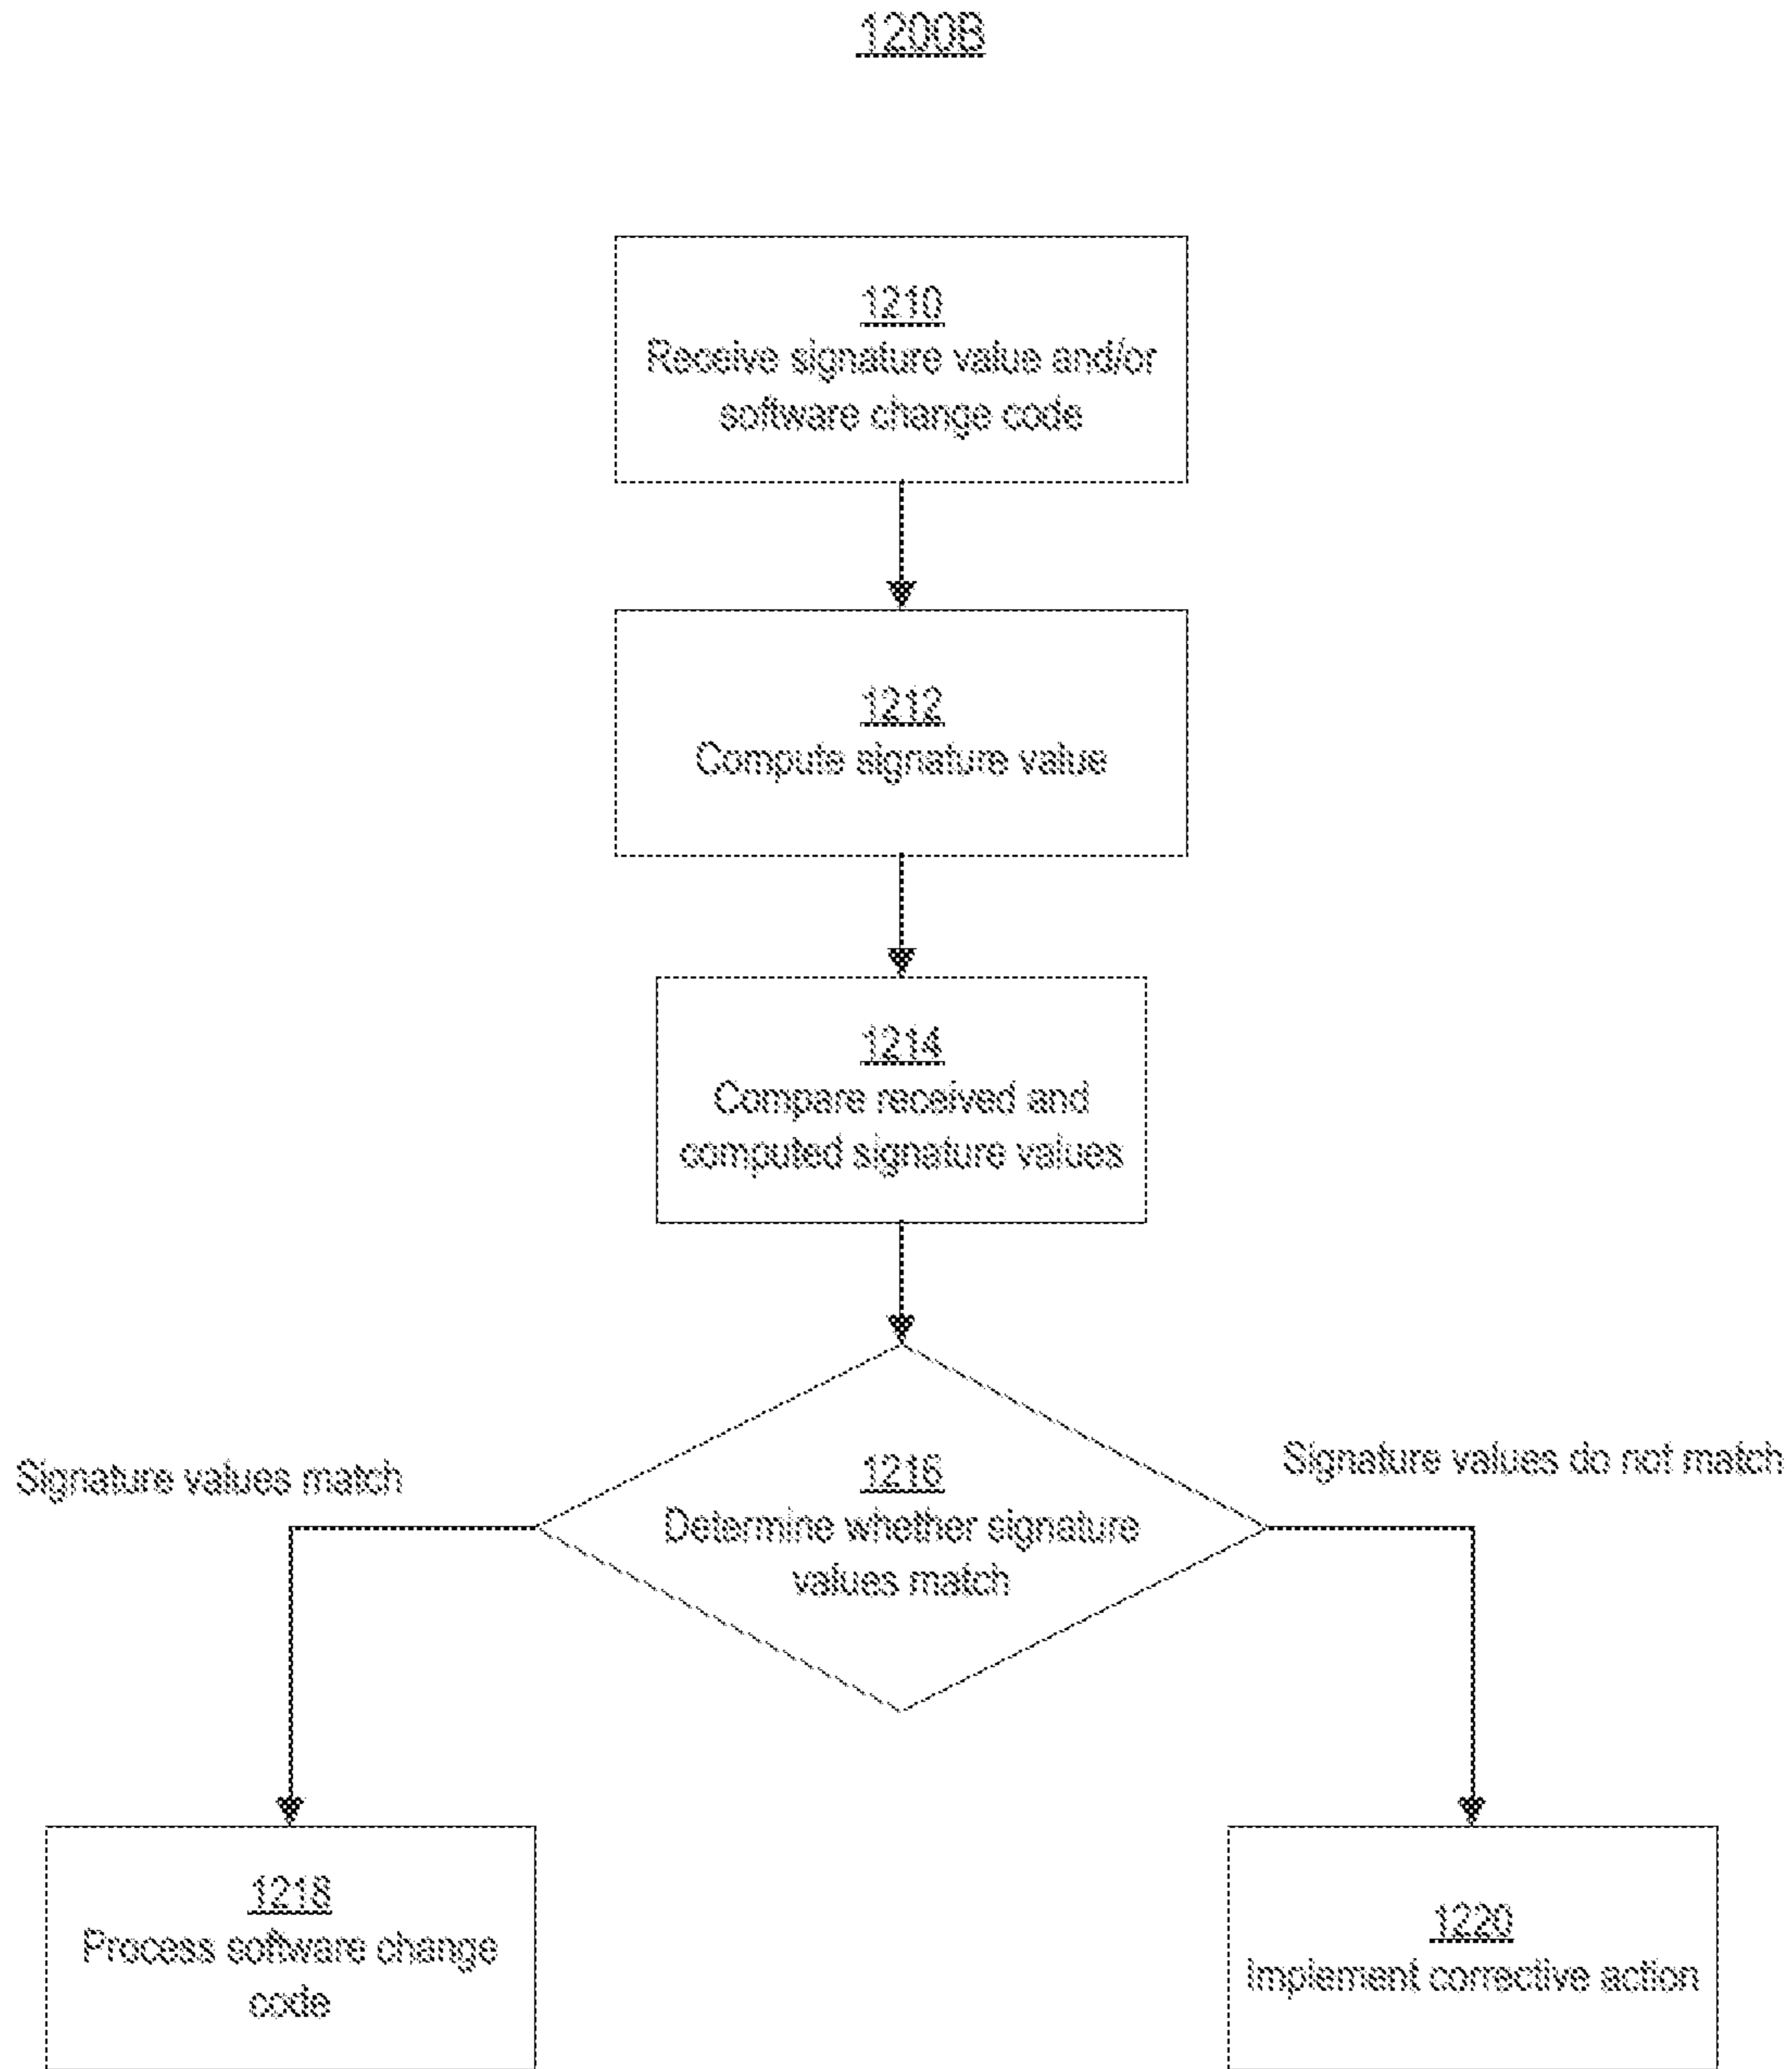 1200B
1210
Receive signature value and/or
software change code
1212
Compute signature value
1214
Compare received and
computed signature values
Signature values match
1216
Determine whether signature
values match
Signature values do not match
1218
Process software change
code
1220
Implement corrective action